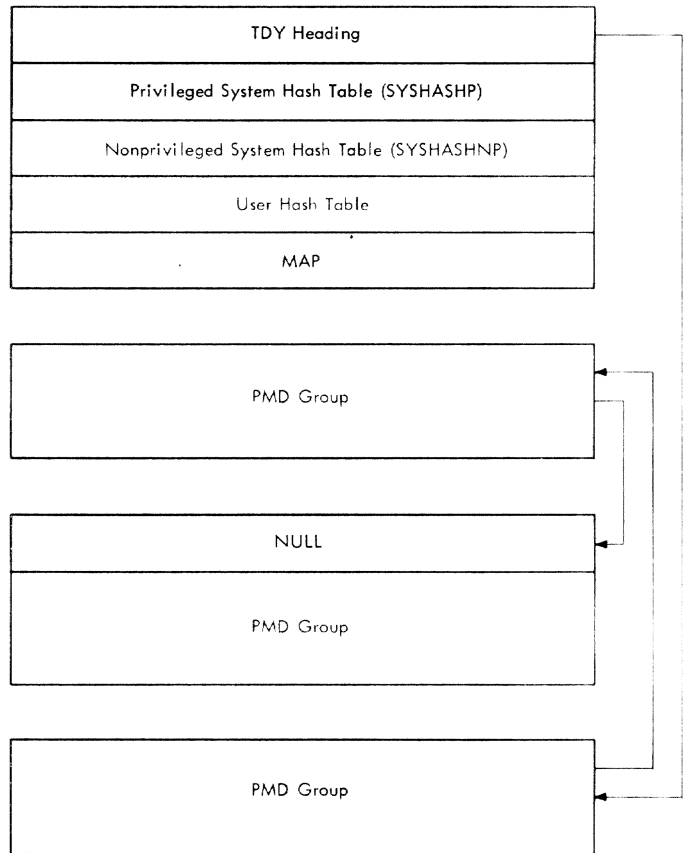 TDY Heading
Privileged System Hash Table (SYSHASHP)
Nonprivileged System Hash Table (SYSHASHNP)
User Hash Table
MAP
PMD Group
NULL
PMD Group
PMD Group